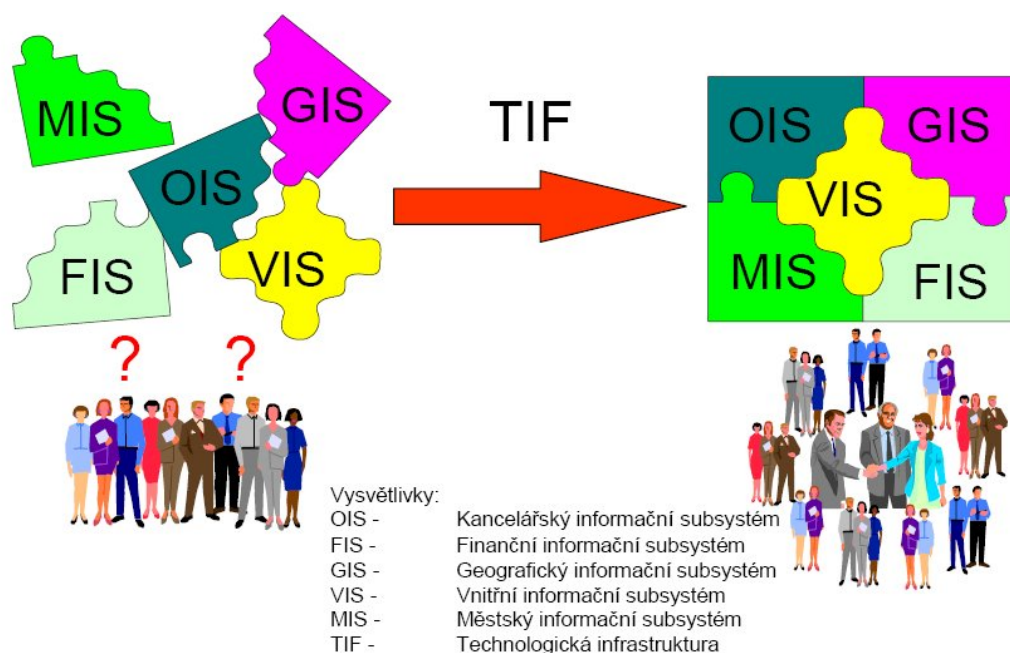 MIS
GIS
OIS
FIS
VIS
? ?
TIF
OIS
GIS
VIS
MIS
FIS
Vysvětlivky:
OIS - Kancelářský informační subsystém
FIS - Finanční informační subsystém
GIS - Geografický informační subsystém
VIS - Vnitřní informační subsystém
MIS - Městský informační subsystém
TIF - Technologická infrastruktura